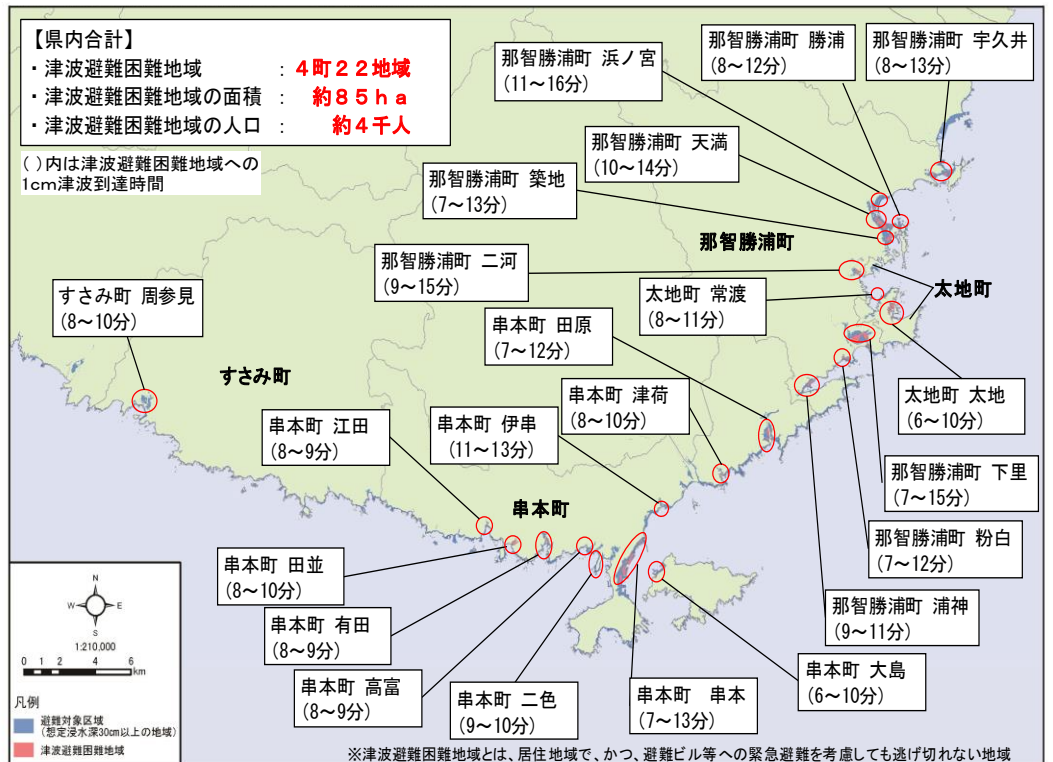 【県内合計】
・津波避難困難地域　　　　：４町２２地域
・津波避難困難地域の面積　：　約８５ｈａ
・津波避難困難地域の人口　：　約４千人
( )内は津波避難困難地域への
1cm津波到達時間
那智勝浦町 浜ノ宮
(11～16分)
那智勝浦町 勝浦
(8～12分)
那智勝浦町 宇久井
(8～13分)
那智勝浦町 天満
(10～14分)
那智勝浦町 築地
(7～13分)
那智勝浦町
那智勝浦町 二河
(9～15分)
太地町 常渡
(8～11分)
太地町
すさみ町 周参見
(8～10分)
すさみ町
串本町 田原
(7～12分)
串本町 津荷
(8～10分)
太地町 太地
(6～10分)
串本町 江田
(8～9分)
串本町 伊串
(11～13分)
那智勝浦町 下里
(7～15分)
串本町
那智勝浦町 粉白
(7～12分)
串本町 田並
(8～10分)
那智勝浦町 浦神
(9～11分)
串本町 有田
(8～9分)
串本町 大島
(6～10分)
串本町 高富
(8～9分)
串本町 二色
(9～10分)
串本町　串本
(7～13分)
N
W E
S
1:210,000
0 1 2 4 6
km
凡例
避難対象区域
(想定浸水深30cm以上の地域)
津波避難困難地域
※津波避難困難地域とは、居住地域で、かつ、避難ビル等への緊急避難を考慮しても逃げ切れない地域